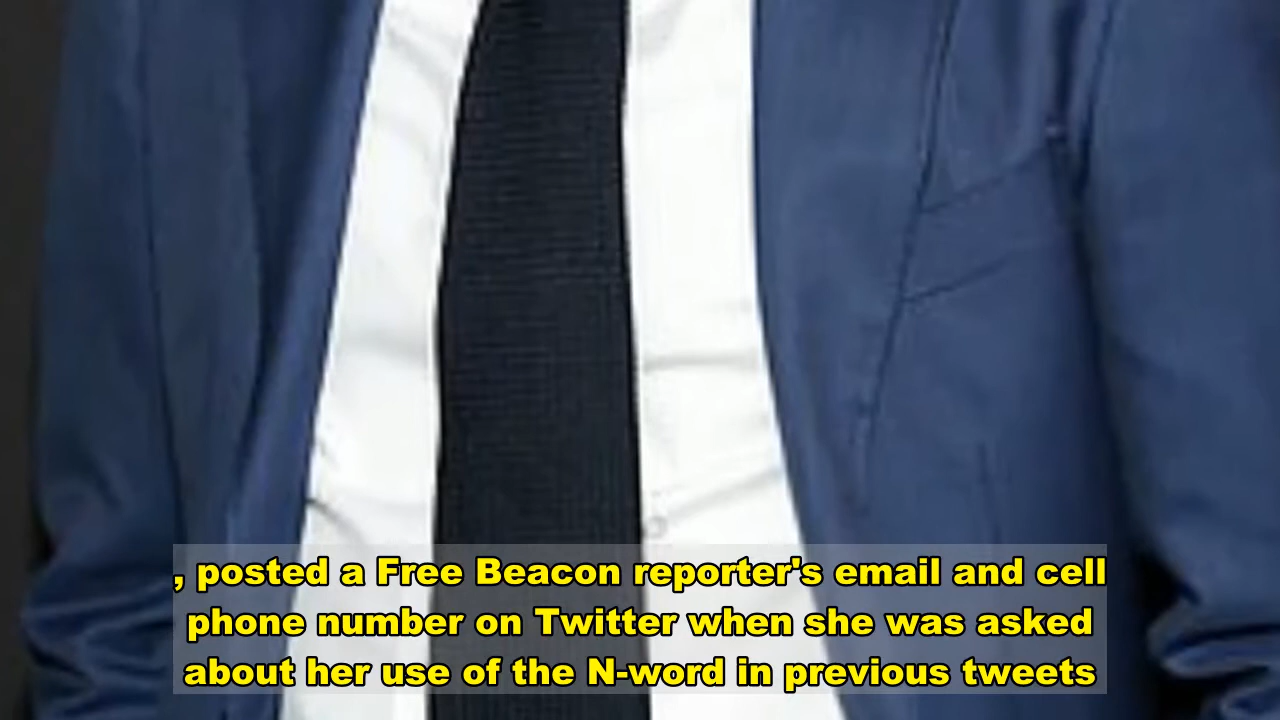 , posted a Free Beacon reporter's email and cell
phone number on Twitter when she was asked
about her use of the N-word in previous tweets